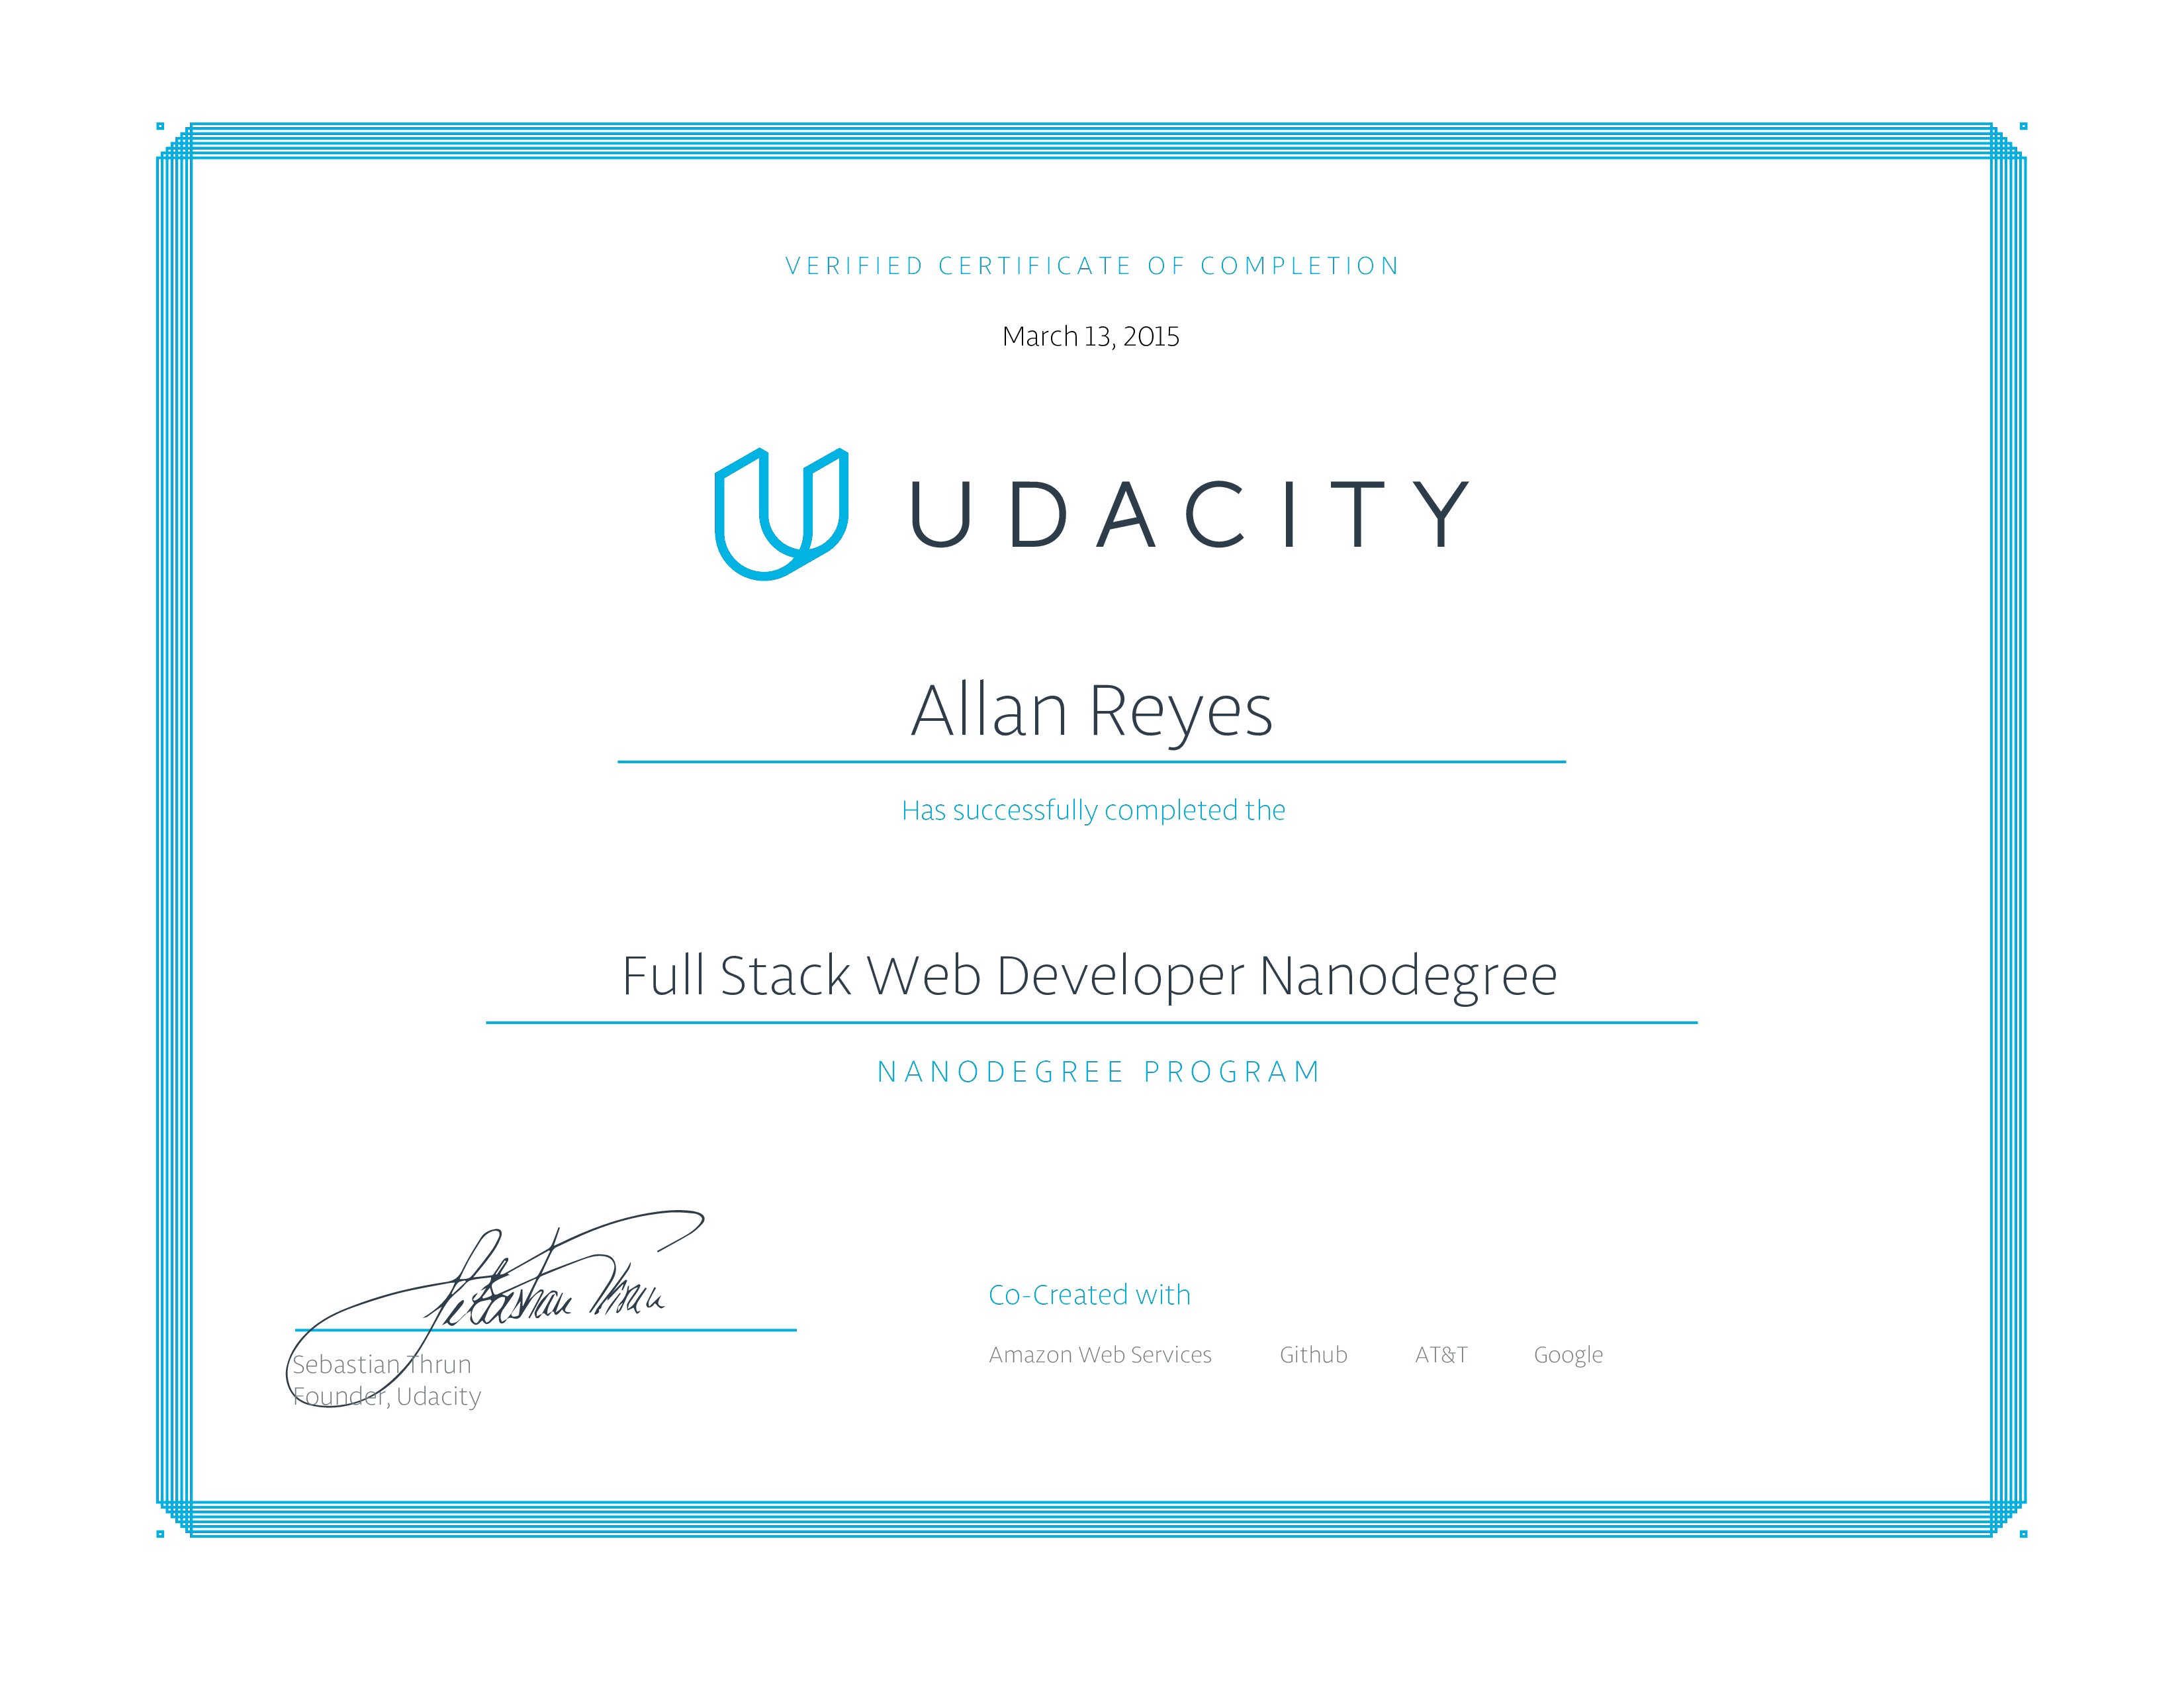 VERIFIED CERTIFICATE OF COMPLETION
March 13, 2015
UDACITY
Allan Reyes
Has successfully completed the
Full Stack Web Developer Nanodegree
NANODEGREE PROGRAM
Sebastian Thrun
Sebastian Thrun
Founder, Udacity
Co-Created with
Amazon Web Services Github AT&T Google